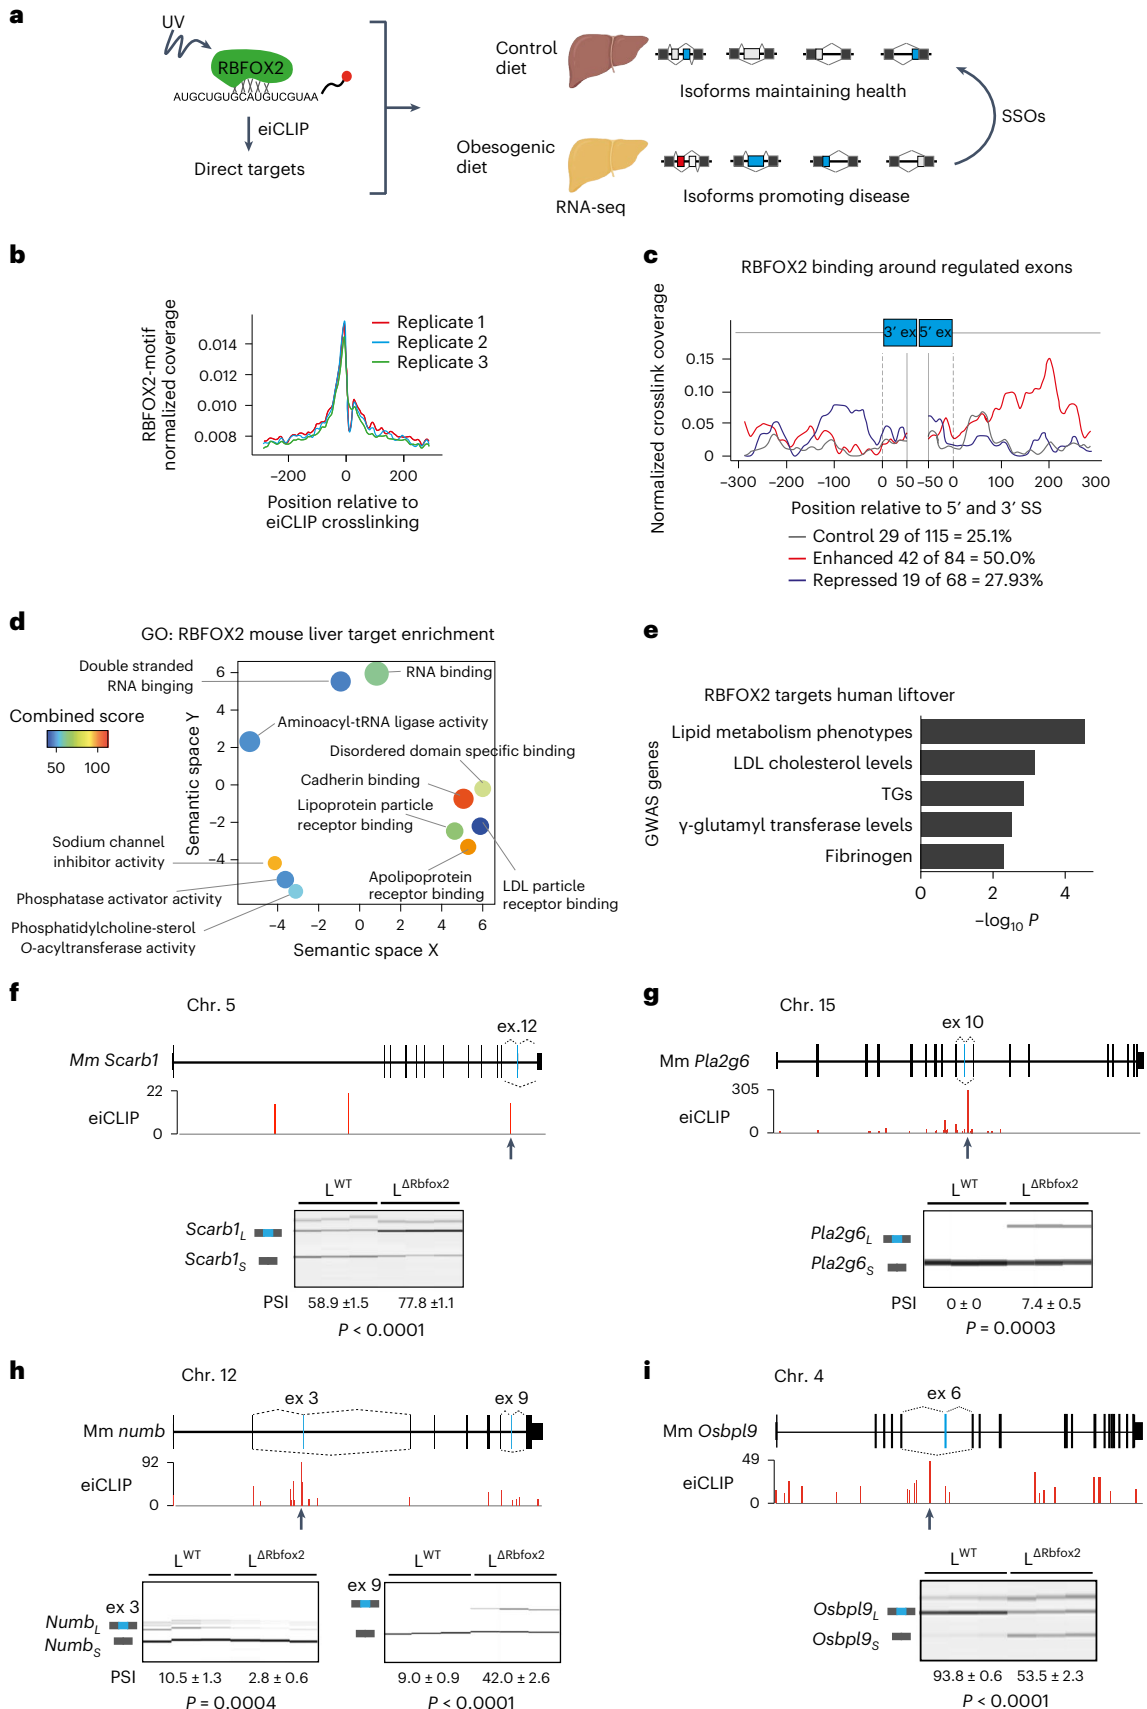 a
UV
RBFOX2
AUGCUGUGCAUGUCGUAA
eiCLIP
Direct targets
Control
diet
Isoforms maintaining health
SSOs
Obesogenic
diet
Isoforms promoting disease
RNA-seq
b
RBFOX2-motif
normalized coverage
Replicate 1
Replicate 2
Replicate 3
0.014
0.012
0.010
0.008
–200 0 200
Position relative to
eiCLIP crosslinking
c
RBFOX2 binding around regulated exons
Normalized crosslink coverage
3′ ex 5′ ex
0.15
0.10
0.05
0
–300 –200 –100 0 50 –50 0 100 200 300
Position relative to 5′ and 3′ SS
Control 29 of 115 = 25.1%
Enhanced 42 of 84 = 50.0%
Repressed 19 of 68 = 27.93%
d
GO: RBFOX2 mouse liver target enrichment
Combined score
50 100
Semantic space Y
6
4
2
0
–2
–4
–4 –2 0 2 4 6
Semantic space X
Double stranded
RNA binging
RNA binding
Aminoacyl-tRNA ligase activity
Disordered domain specific binding
Cadherin binding
Lipoprotein particle
receptor binding
Sodium channel
inhibitor activity
Apolipoprotein
receptor binding
LDL particle
receptor binding
Phosphatase activator activity
Phosphatidylcholine-sterol
O-acyltransferase activity
e
RBFOX2 targets human liftover
GWAS genes
Lipid metabolism phenotypes
LDL cholesterol levels
TGs
γ-glutamyl transferase levels
Fibrinogen
0 2 4
–log10 P
f
Chr. 5
ex.12
Mm Scarb1
22
eiCLIP
0
LWT LΔRbfox2
Scarb1L
Scarb1S
PSI 58.9 ±1.5 77.8 ±1.1
P < 0.0001
g
Chr. 15
ex 10
Mm Pla2g6
305
eiCLIP
0
LWT LΔRbfox2
Pla2g6L
Pla2g6S
PSI 0 ± 0 7.4 ± 0.5
P = 0.0003
h
Chr. 12
ex 3 ex 9
Mm numb
92
eiCLIP
0
LWT LΔRbfox2 LWT LΔRbfox2
ex 3 ex 9
NumbL
NumbS
PSI 10.5 ± 1.3 2.8 ± 0.6 9.0 ± 0.9 42.0 ± 2.6
P = 0.0004 P < 0.0001
i
Chr. 4
ex 6
Mm Osbpl9
49
eiCLIP
0
LWT LΔRbfox2
Osbpl9L
Osbpl9S
93.8 ± 0.6 53.5 ± 2.3
P < 0.0001